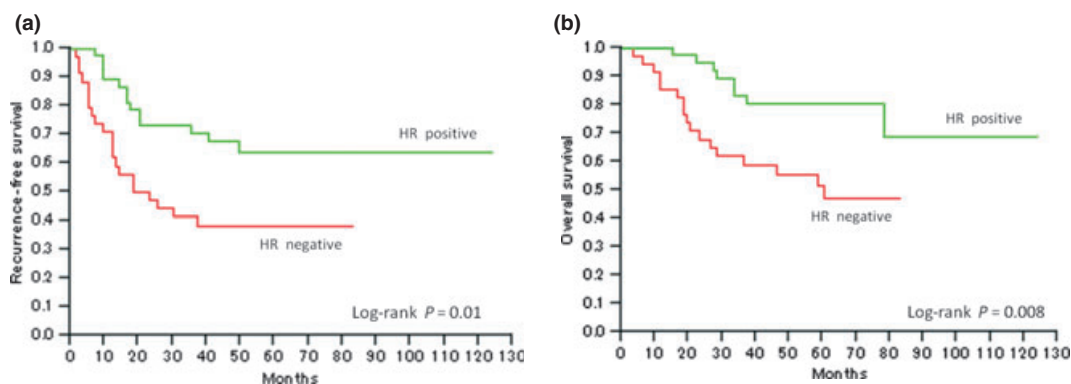 (a)
1.0
0.9
0.8
0.7
0.6
0.5
0.4
0.3
0.2
0.1
0.0
Recurrence-free survival
HR positive
HR negative
Log-rank P = 0.01
0 10 20 30 40 50 60 70 80 90 100 110 120 130
Months
(b)
1.0
0.9
0.8
0.7
0.6
0.5
0.4
0.3
0.2
0.1
0.0
Overall survival
HR positive
HR negative
Log-rank P = 0.008
0 10 20 30 40 50 60 70 80 90 100 110 120 130
Months